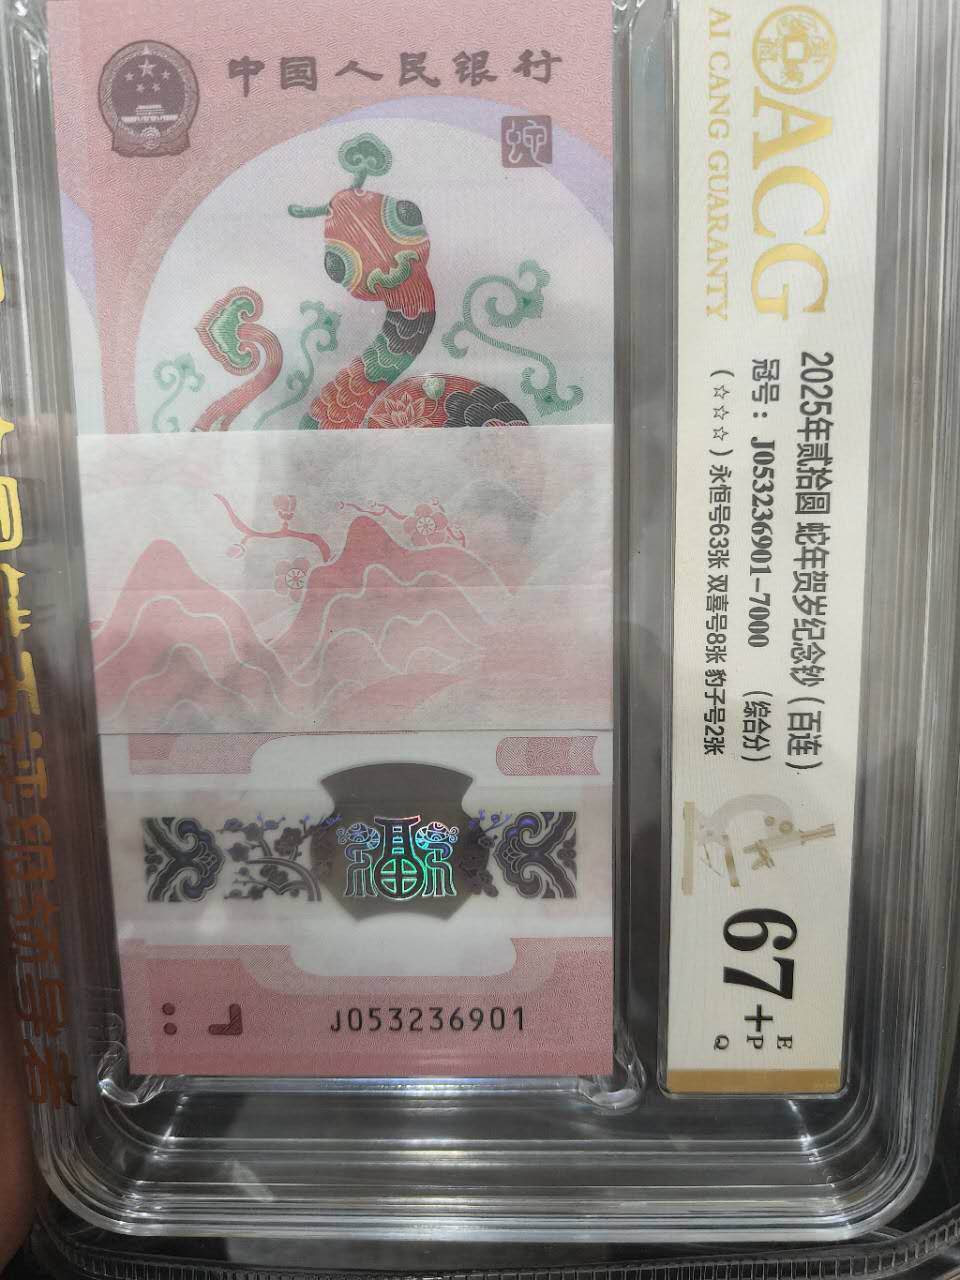 中国人民银行
蛇
J053236901
ACG
AI CANG GUARANTY
2025年贰拾圆 蛇年贺岁纪念钞（百连）
冠号：J053236901-7000 （综合分）
（☆☆☆）永恒号63张 双喜号8张 豹子号2张
67+
E
P
Q